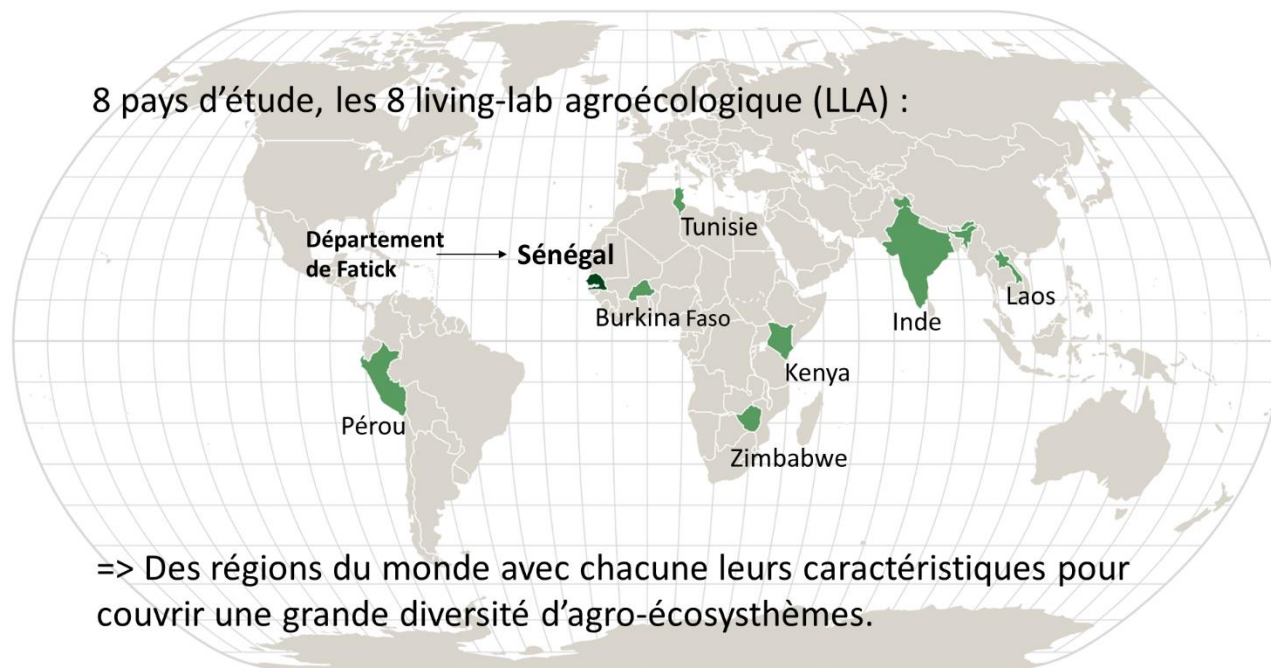 8 pays d'étude, les 8 living-lab agroécologique (LLA) :
Tunisie
Département
de Fatick
Sénégal
Burkina Faso
Inde
Laos
Kenya
Pérou
Zimbabwe
=> Des régions du monde avec chacune leurs caractéristiques pour
couvrir une grande diversité d'agro-écosysthèmes.